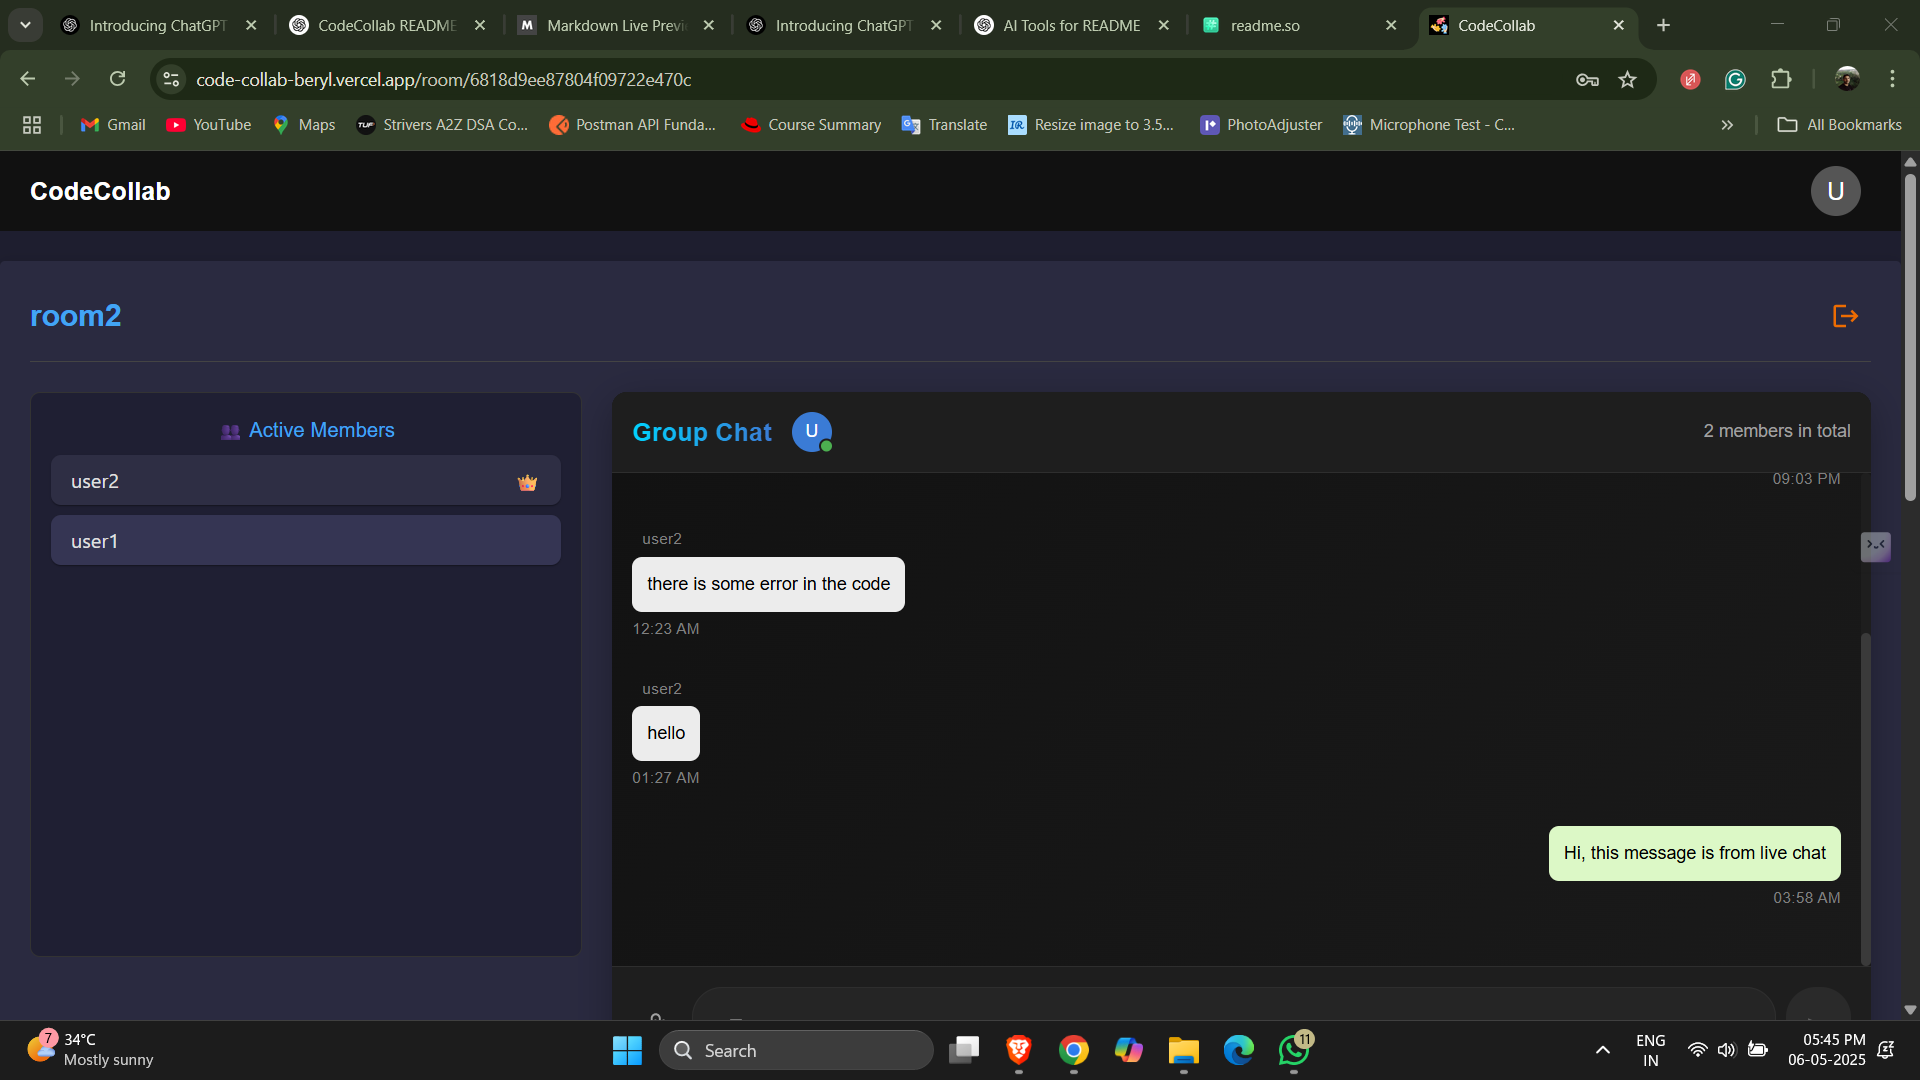 Introducing ChatGPT
CodeCollab README
Markdown Live Previ
Introducing ChatGPT
AI Tools for README
readme.so
CodeCollab
code-collab-beryl.vercel.app/room/6818d9ee87804f09722e470c
Gmail
YouTube
Maps
TUF
Strivers A2Z DSA Co...
Postman API Funda...
Course Summary
Translate
IR
Resize image to 3.5...
PhotoAdjuster
Microphone Test - C...
All Bookmarks
CodeCollab
U
room2
Active Members
user2
user1
Group Chat
U
2 members in total
09:03 PM
user2
there is some error in the code
12:23 AM
user2
hello
01:27 AM
Hi, this message is from live chat
03:58 AM
7
34°C
Mostly sunny
Search
11
ENG
IN
05:45 PM
06-05-2025